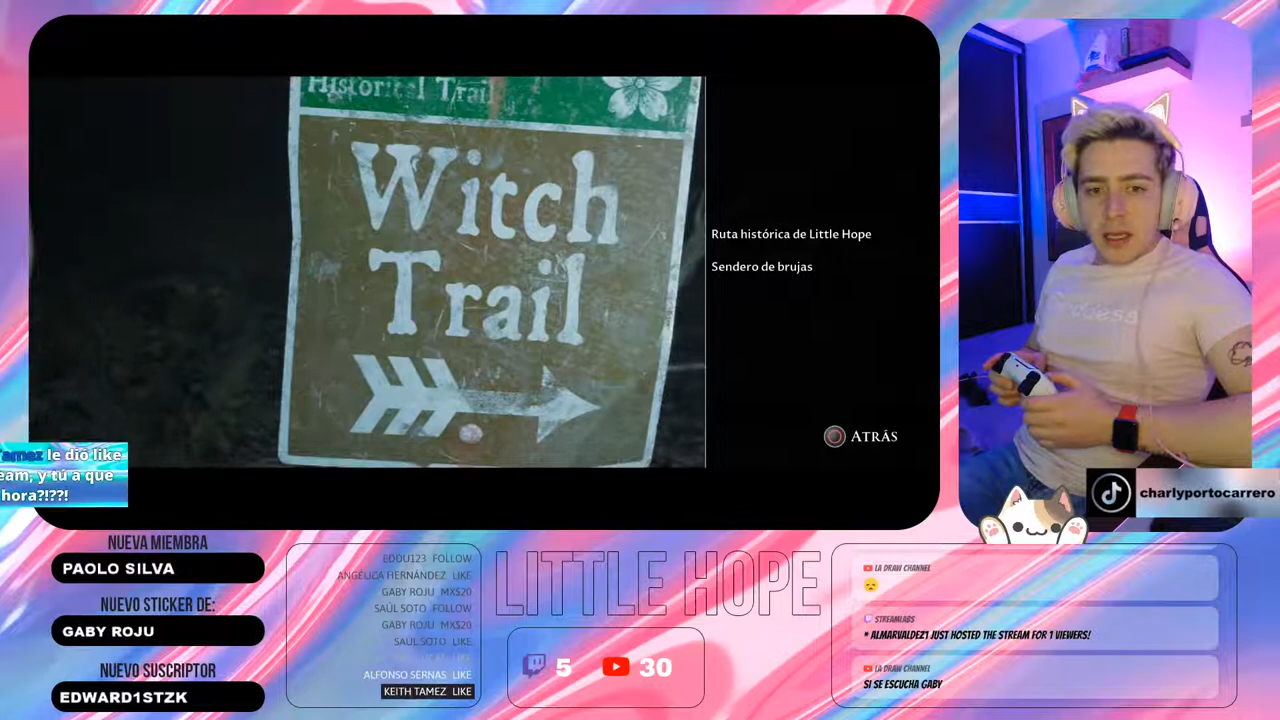 Historical Trail
Witch
Trail
Ruta histórica de Little Hope
Sendero de brujas
ATRÁS
Tamez le dio like
eam, y tú a que
hora?!??!
charlyportocarrero
NUEVA MIEMBRA
PAOLO SILVA
NUEVO STICKER DE:
GABY ROJU
NUEVO SUSCRIPTOR
EDWARD1STZK
EDDU123 FOLLOW
ANGÉLICA HERNÁNDEZ LIKE
GABY ROJU MX$20
SAÚL SOTO FOLLOW
GABY ROJU MX$20
SAÚL SOTO LIKE
LIKE
ALFONSO SERNAS LIKE
KEITH TAMEZ LIKE
LITTLE HOPE
5
30
LA DRAW CHANNEL
STREAMLABS
* ALMARVALDEZ1 JUST HOSTED THE STREAM FOR 1 VIEWERS!
LA DRAW CHANNEL
SI SE ESCUCHA GABY